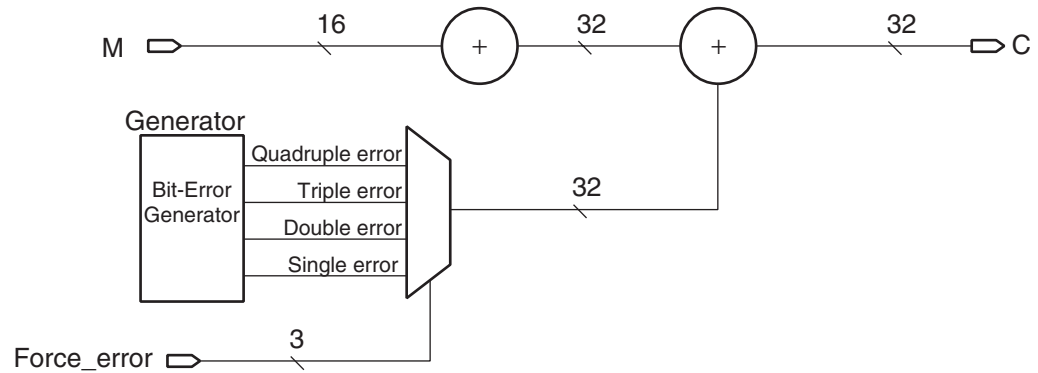 16
32
32
M
+
+
C
Generator
Quadruple error
Bit-Error
Generator
Triple error
32
Double error
Single error
3
Force_error